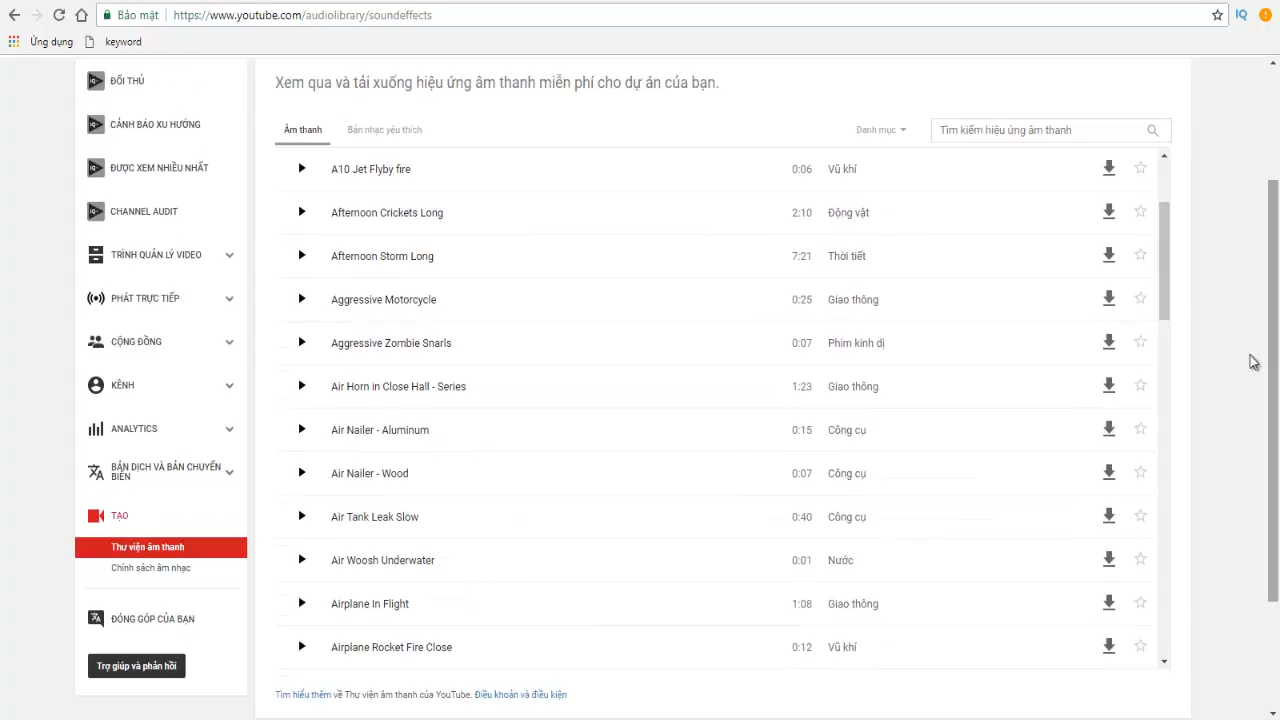 Bảo mật | https://www.youtube.com/audiolibrary/soundeffects
IQ
Ứng dụng keyword
ĐỐI THỦ
CẢNH BÁO XU HƯỚNG
ĐƯỢC XEM NHIỀU NHẤT
CHANNEL AUDIT
TRÌNH QUẢN LÝ VIDEO
PHÁT TRỰC TIẾP
CỘNG ĐỒNG
KÊNH
ANALYTICS
BẢN DỊCH VÀ BẢN CHUYỂN
BIÊN
TẠO
Thư viện âm thanh
Chính sách âm nhạc
ĐÓNG GÓP CỦA BẠN
Trợ giúp và phản hồi
Xem qua và tải xuống hiệu ứng âm thanh miễn phí cho dự án của bạn.
Âm thanh Bản nhạc yêu thích Danh mục Tìm kiếm hiệu ứng âm thanh
A10 Jet Flyby fire 0:06 Vũ khí
Afternoon Crickets Long 2:10 Động vật
Afternoon Storm Long 7:21 Thời tiết
Aggressive Motorcycle 0:25 Giao thông
Aggressive Zombie Snarls 0:07 Phim kinh dị
Air Horn in Close Hall - Series 1:23 Giao thông
Air Nailer - Aluminum 0:15 Công cụ
Air Nailer - Wood 0:07 Công cụ
Air Tank Leak Slow 0:40 Công cụ
Air Woosh Underwater 0:01 Nước
Airplane In Flight 1:08 Giao thông
Airplane Rocket Fire Close 0:12 Vũ khí
Tìm hiểu thêm về Thư viện âm thanh của YouTube. Điều khoản và điều kiện